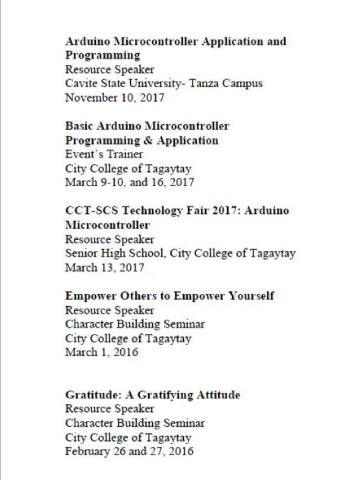 Arduino Microcontroller Application and
Programming
Resource Speaker
Cavite State University- Tanza Campus
November 10, 2017
Basic Arduino Microcontroller
Programming & Application
Event`s Trainer
City College of Tagaytay
March 9-10, and 16, 2017
CCT-SCS Technology Fair 2017: Arduino
Microcontroller
Resource Speaker
Senior High School, City College of Tagaytay
March 13, 2017
Empower Others to Empower Yourself
Resource Speaker
Character Building Seminar
City College of Tagaytay
March 1, 2016
Gratitude: A Gratifying Attitude
Resource Speaker
Character Building Seminar
City College of Tagaytay
February 26 and 27, 2016